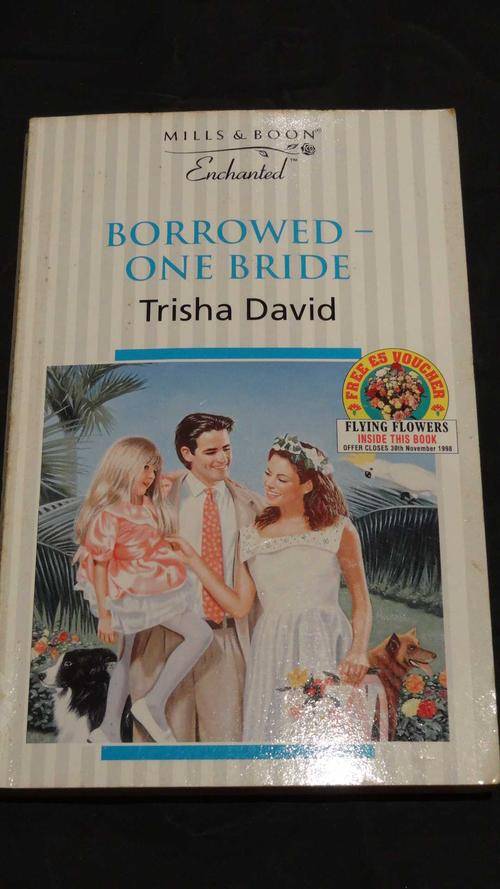 MILLS & BOON®
Enchanted™
BORROWED –
ONE BRIDE
Trisha David
FREE £5 VOUCHER
FLYING FLOWERS
INSIDE THIS BOOK
OFFER CLOSES 30th November 1998